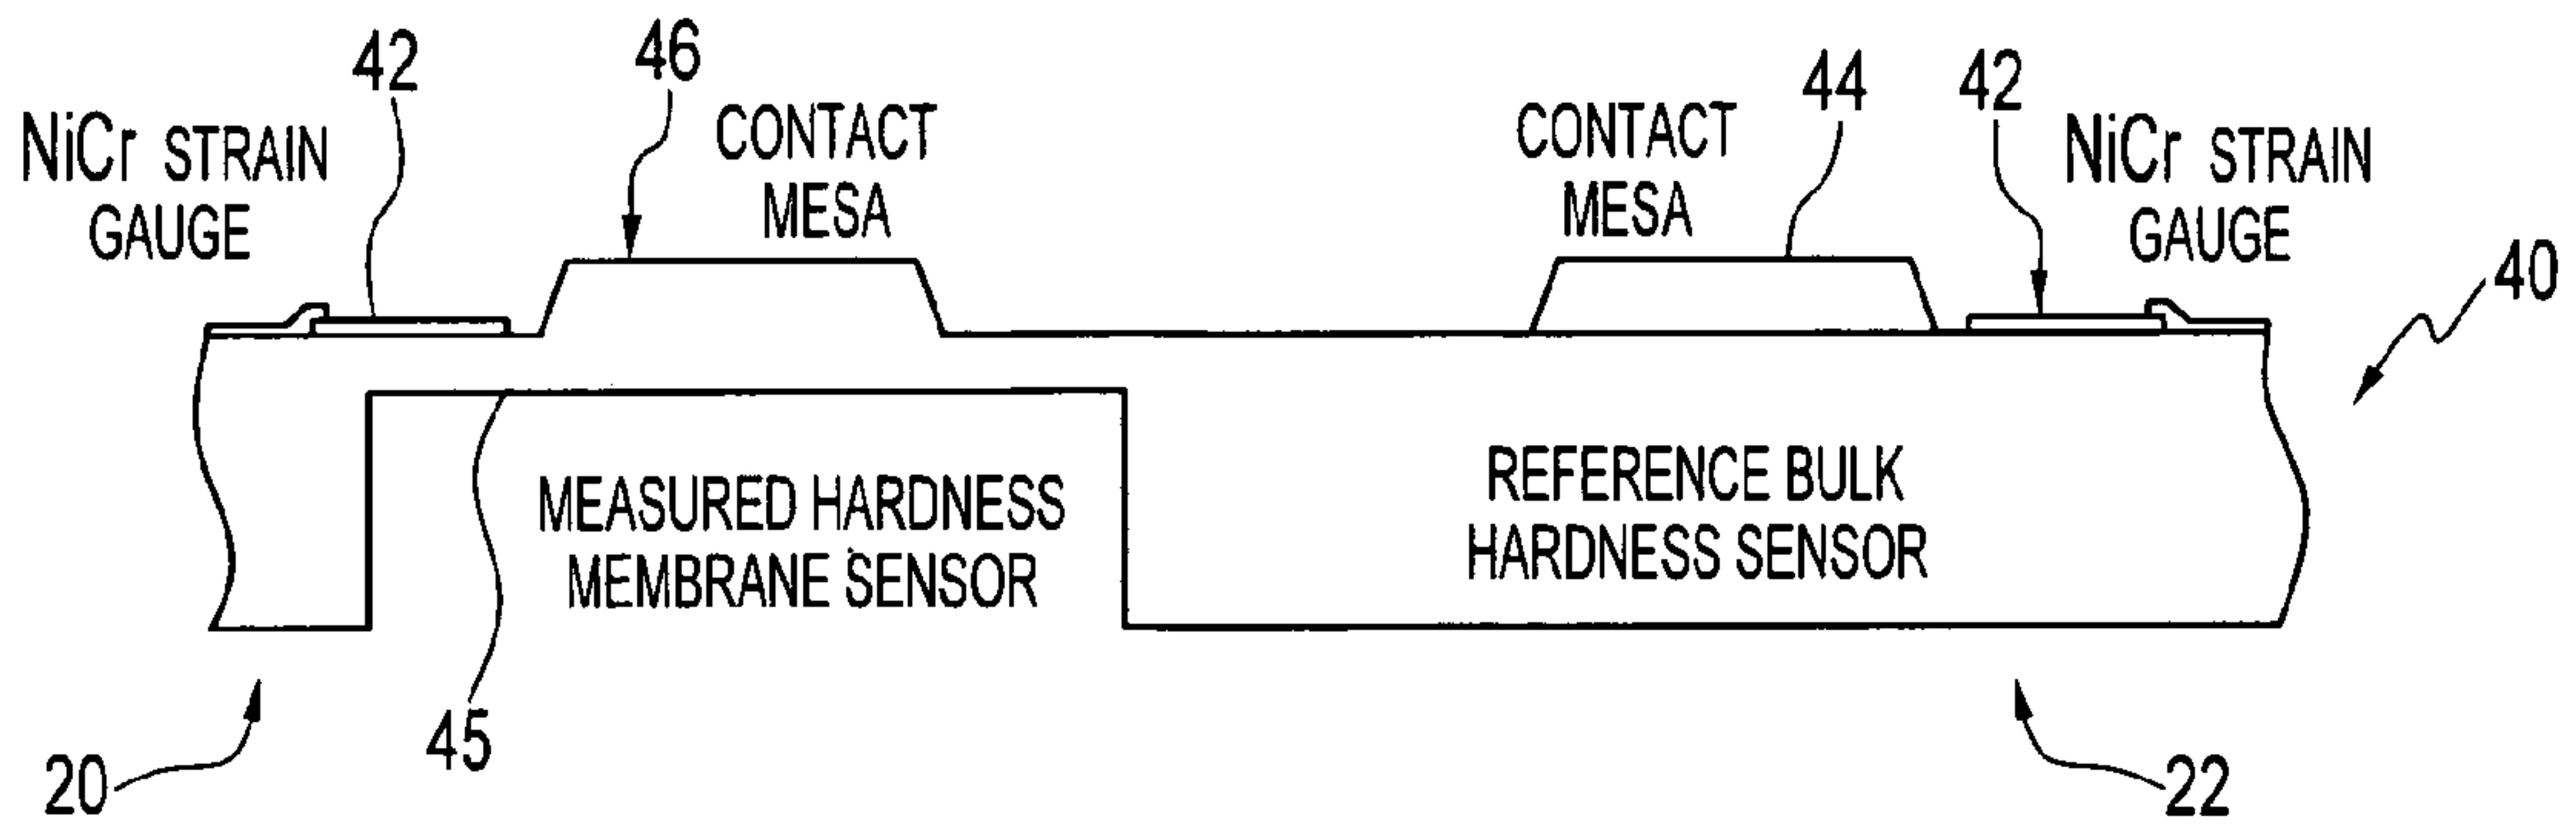 42
46
44
42
NiCr STRAIN
GAUGE
CONTACT
MESA
CONTACT
MESA
NiCr STRAIN
GAUGE
40
MEASURED HARDNESS
MEMBRANE SENSOR
REFERENCE BULK
HARDNESS SENSOR
45
20
22